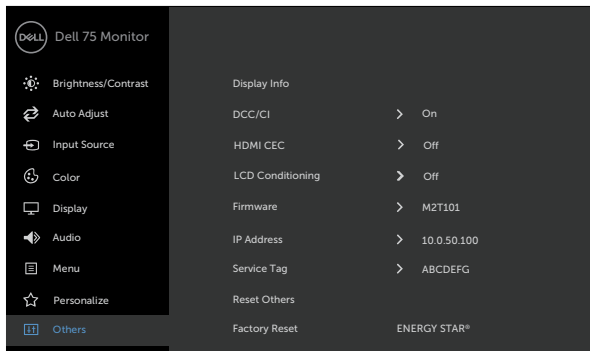 DELL Dell 75 Monitor
Brightness/Contrast Display Info
Auto Adjust DCC/CI On
Input Source HDMI CEC Off
Color LCD Conditioning Off
Display Firmware M2T101
Audio IP Address 10.0.50.100
Menu Service Tag ABCDEFG
Personalize Reset Others
Others Factory Reset ENERGY STAR®